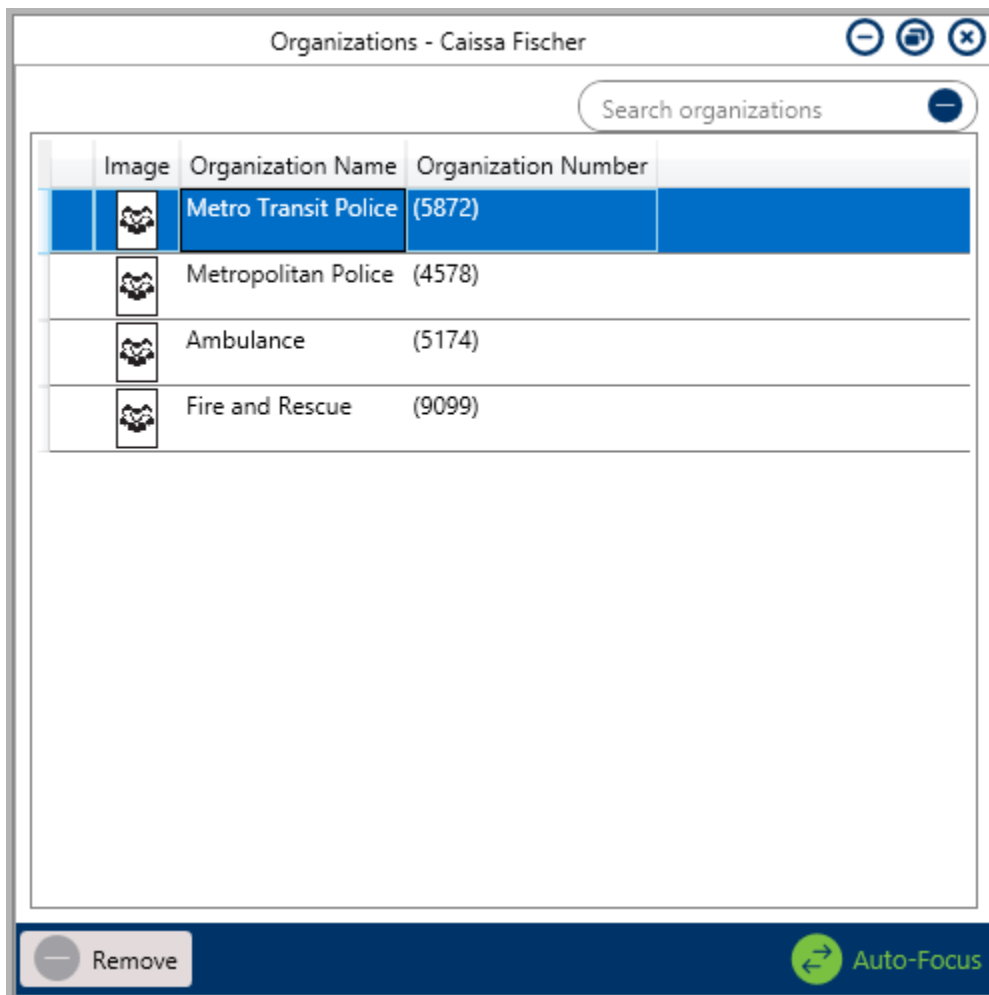 Organizations - Caissa Fischer
Search organizations
Image Organization Name Organization Number
Metro Transit Police (5872)
Metropolitan Police (4578)
Ambulance (5174)
Fire and Rescue (9099)
Remove Auto-Focus